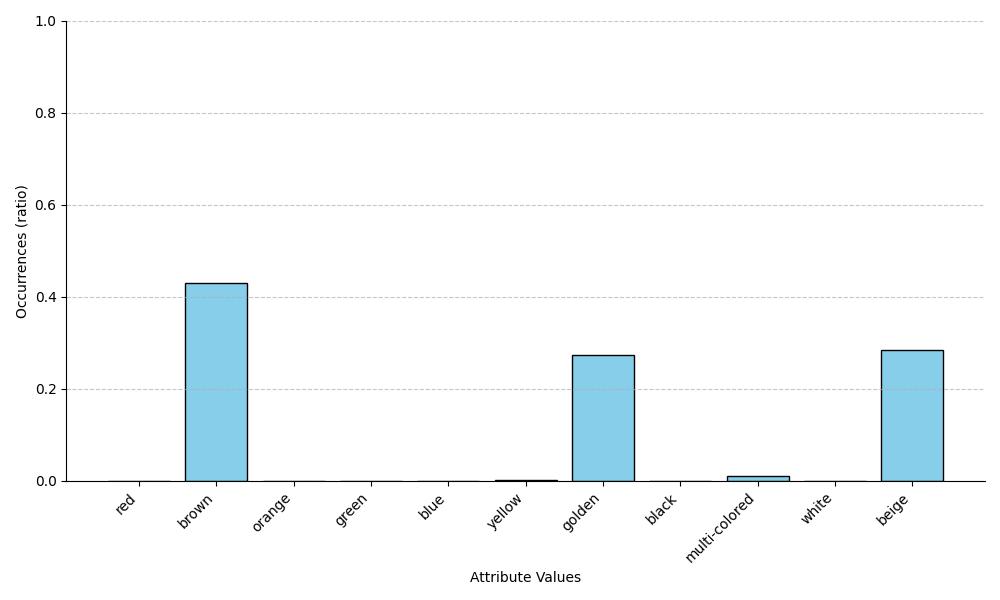 1.0
0.8
0.6
0.4
0.2
0.0
Occurrences (ratio)
red
brown
orange
green
blue
yellow
golden
black
multi-colored
white
beige
Attribute Values